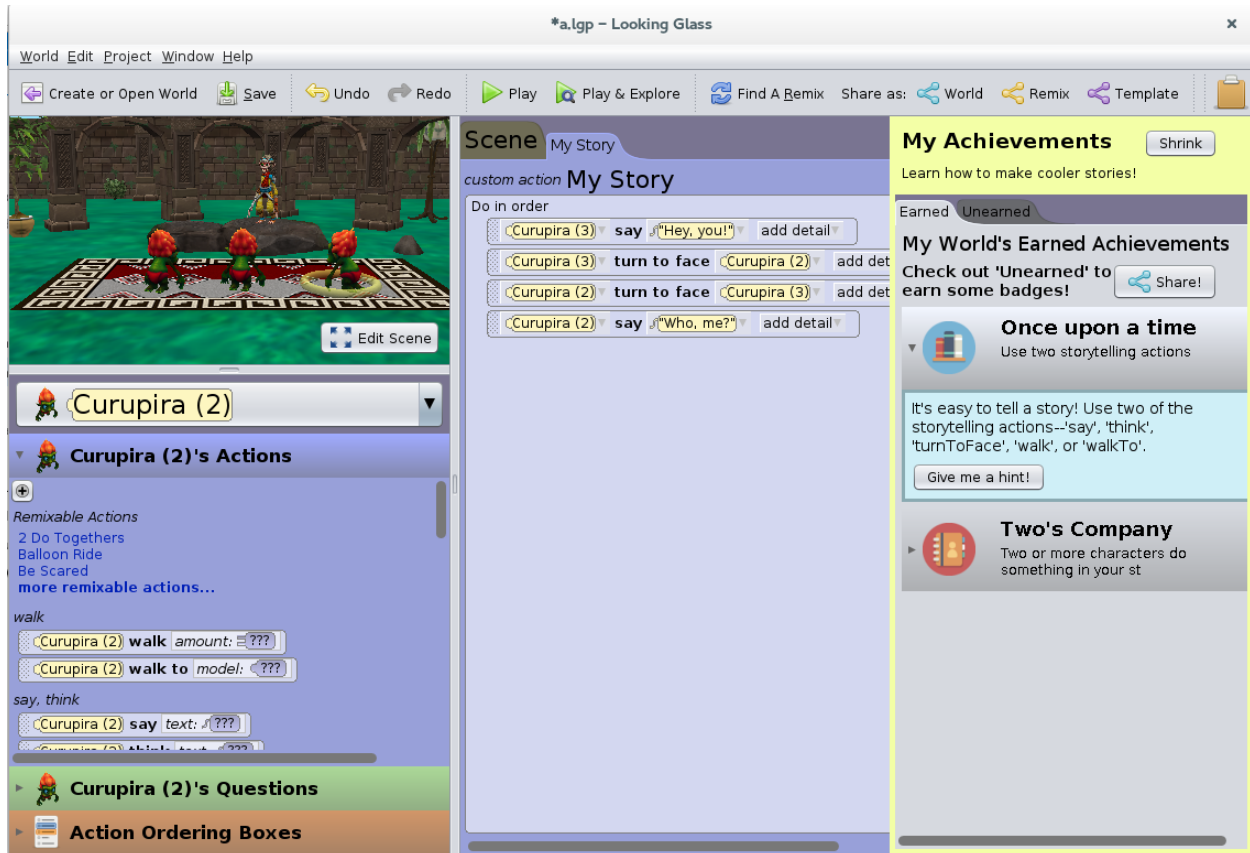 *a.lgp – Looking Glass
World Edit Project Window Help
Create or Open World Save Undo Redo Play Play & Explore Find A Remix Share as: World Remix Template
Edit Scene
Curupira (2)
Curupira (2)'s Actions
Remixable Actions
2 Do Togethers
Balloon Ride
Be Scared
more remixable actions...
walk
Curupira (2) walk amount: ???
Curupira (2) walk to model: ???
say, think
Curupira (2) say text: ???
Curupira (2) think text: ???
Curupira (2)'s Questions
Action Ordering Boxes
Scene My Story
custom action My Story
Do in order
Curupira (3) say "Hey, you!" add detail
Curupira (3) turn to face Curupira (2) add det
Curupira (2) turn to face Curupira (3) add det
Curupira (2) say "Who, me?" add detail
My Achievements Shrink
Learn how to make cooler stories!
Earned Unearned
My World's Earned Achievements
Check out 'Unearned' to
earn some badges!
Share!
Once upon a time
Use two storytelling actions
It's easy to tell a story! Use two of the
storytelling actions--'say', 'think',
'turnToFace', 'walk', or 'walkTo'.
Give me a hint!
Two's Company
Two or more characters do
something in your st